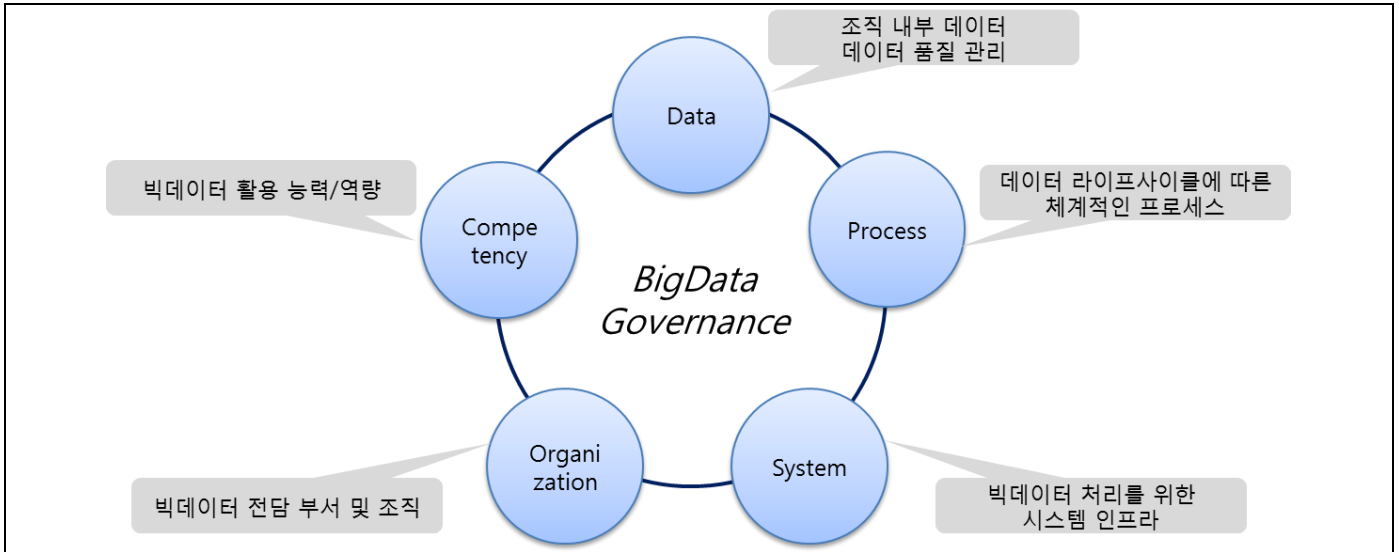 조직 내부 데이터
데이터 품질 관리
Data
빅데이터 활용 능력/역량
데이터 라이프사이클에 따른
체계적인 프로세스
Compe
tency
Process
BigData
Governance
Organi
zation
System
빅데이터 전담 부서 및 조직
빅데이터 처리를 위한
시스템 인프라